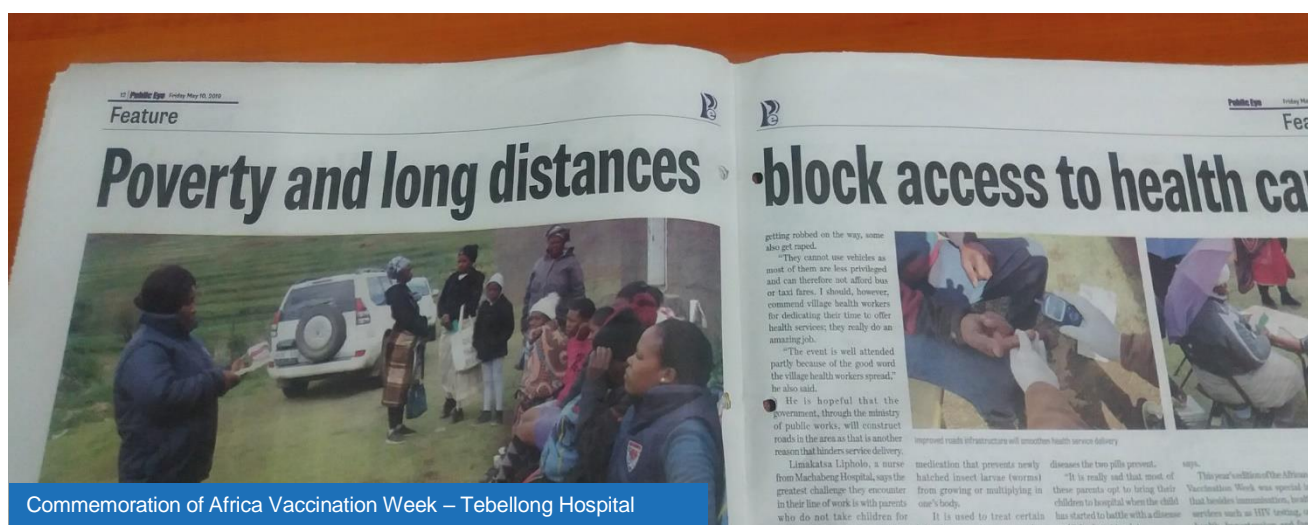 12 Public Eye Friday May 10, 2019
Feature
Poverty and long distances
Public Eye Friday
block access to health
getting robbed on the way, some
also get raped.
"They cannot use vehicles as
most of them are less privileged
and can therefore not afford bus
or taxi fares. I should, however,
commend village health workers
for dedicating their time to offer
health services; they really do an
amazing job.
"The event is well attended
partly because of the good word
the village health workers spread,"
he also said.
He is hopeful that the
government, through the ministry
of public works, will construct
roads in the area as that is another
reason that hinders service delivery.
Limakatsa Lipholo, a nurse
from Machabeng Hospital, says the
greatest challenge they encounter
in their line of work is with parents
who do not take children for
Improved roads infrastructure will smoothen health service delivery
medication that prevents newly
hatched insect larvae (worms)
from growing or multiplying in
one's body.
It is used to treat certain
diseases the two pills prevent.
"It is really sad that most of
these parents opt to bring their
children to hospital when the child
has started to battle with a disease
says.
This year's edition of the African
Vaccination Week was special in
that besides immunisation,
services such as HIV testing,
Commemoration of Africa Vaccination Week – Tebellong Hospital